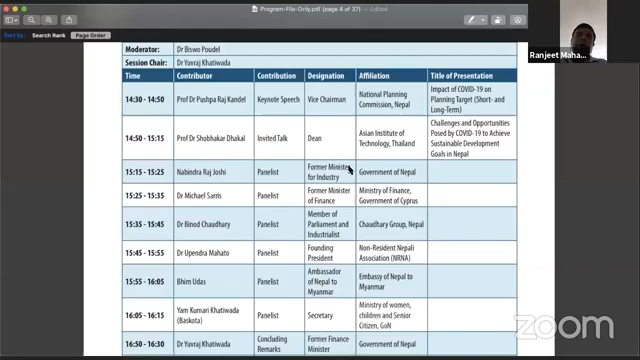 Program-Flix-Only.pdf (page 4 of 37) — Edited
Sort by: Search Rank Page Order
Ranjeet Maha...
Moderator: Dr Biswo Poudel
Session Chair: Dr Yuvraj Khatiwada
Time Contributor Contribution Designation Affiliation Title of Presentation
14:30 - 14:50 Prof Dr Pushpa Raj Kandel Keynote Speech Vice Chairman National Planning Commission, Nepal Impact of COVID-19 on Planning Target (Short- and Long-Term)
14:50 - 15:15 Prof Dr Shobhakar Dhakal Invited Talk Dean Asian Institute of Technology, Thailand Challenges and Opportunities Posed by COVID-19 to Achieve Sustainable Development Goals in Nepal
15:15 - 15:25 Nabindra Raj Joshi Panelist Former Minister for Industry Government of Nepal
15:25 - 15:35 Dr Michael Sarris Panelist Former Minister of Finance Ministry of Finance, Government of Cyprus
15:35 - 15:45 Dr Binod Chaudhary Panelist Member of Parliament and Industrialist Chaudhary Group, Nepal
15:45 - 15:55 Dr Upendra Mahato Panelist Founding President Non-Resident Nepali Association (NRNA)
15:55 - 16:05 Bhim Udas Panelist Ambassador of Nepal to Myanmar Embassy of Nepal to Myanmar
16:05 - 16:15 Yam Kumari Khatiwada (Baskota) Panelist Secretary Ministry of women, children and Senior Citizen, GoN
16:50 - 16:30 Dr Yuvraj Khatiwada Concluding Remarks Former Finance Minister Government of Nepal
zoom